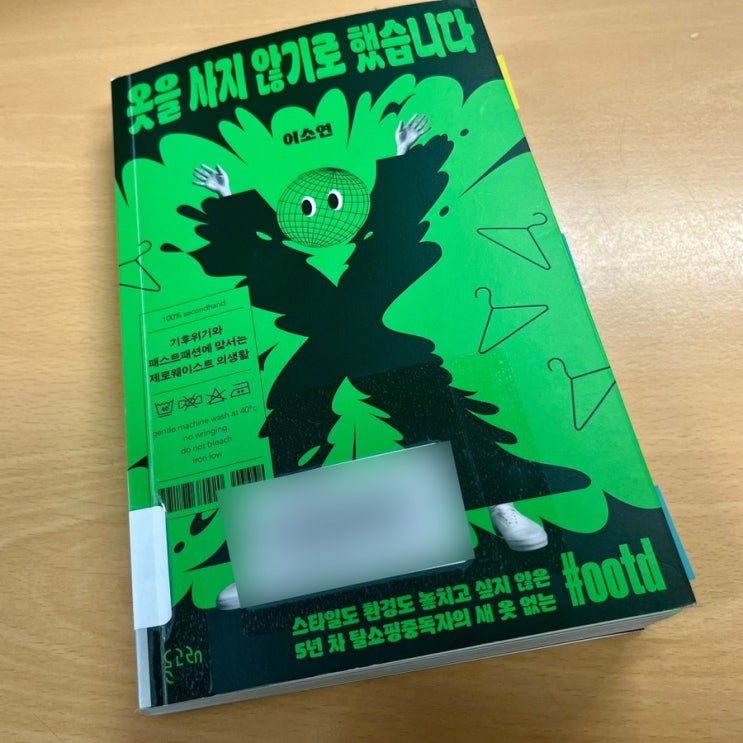 옷을 사지 않기로 했습니다
이소연
100% secondhand
기후위기와
패스트패션에 맞서는
제로웨이스트 의생활
40
gentle machine wash at 40°c
no wringing
do not bleach
iron low
스타일도 환경도 놓치고 싶지 않은
5년 차 탈쇼핑중독자의 새 옷 없는
#ootd
돌고래